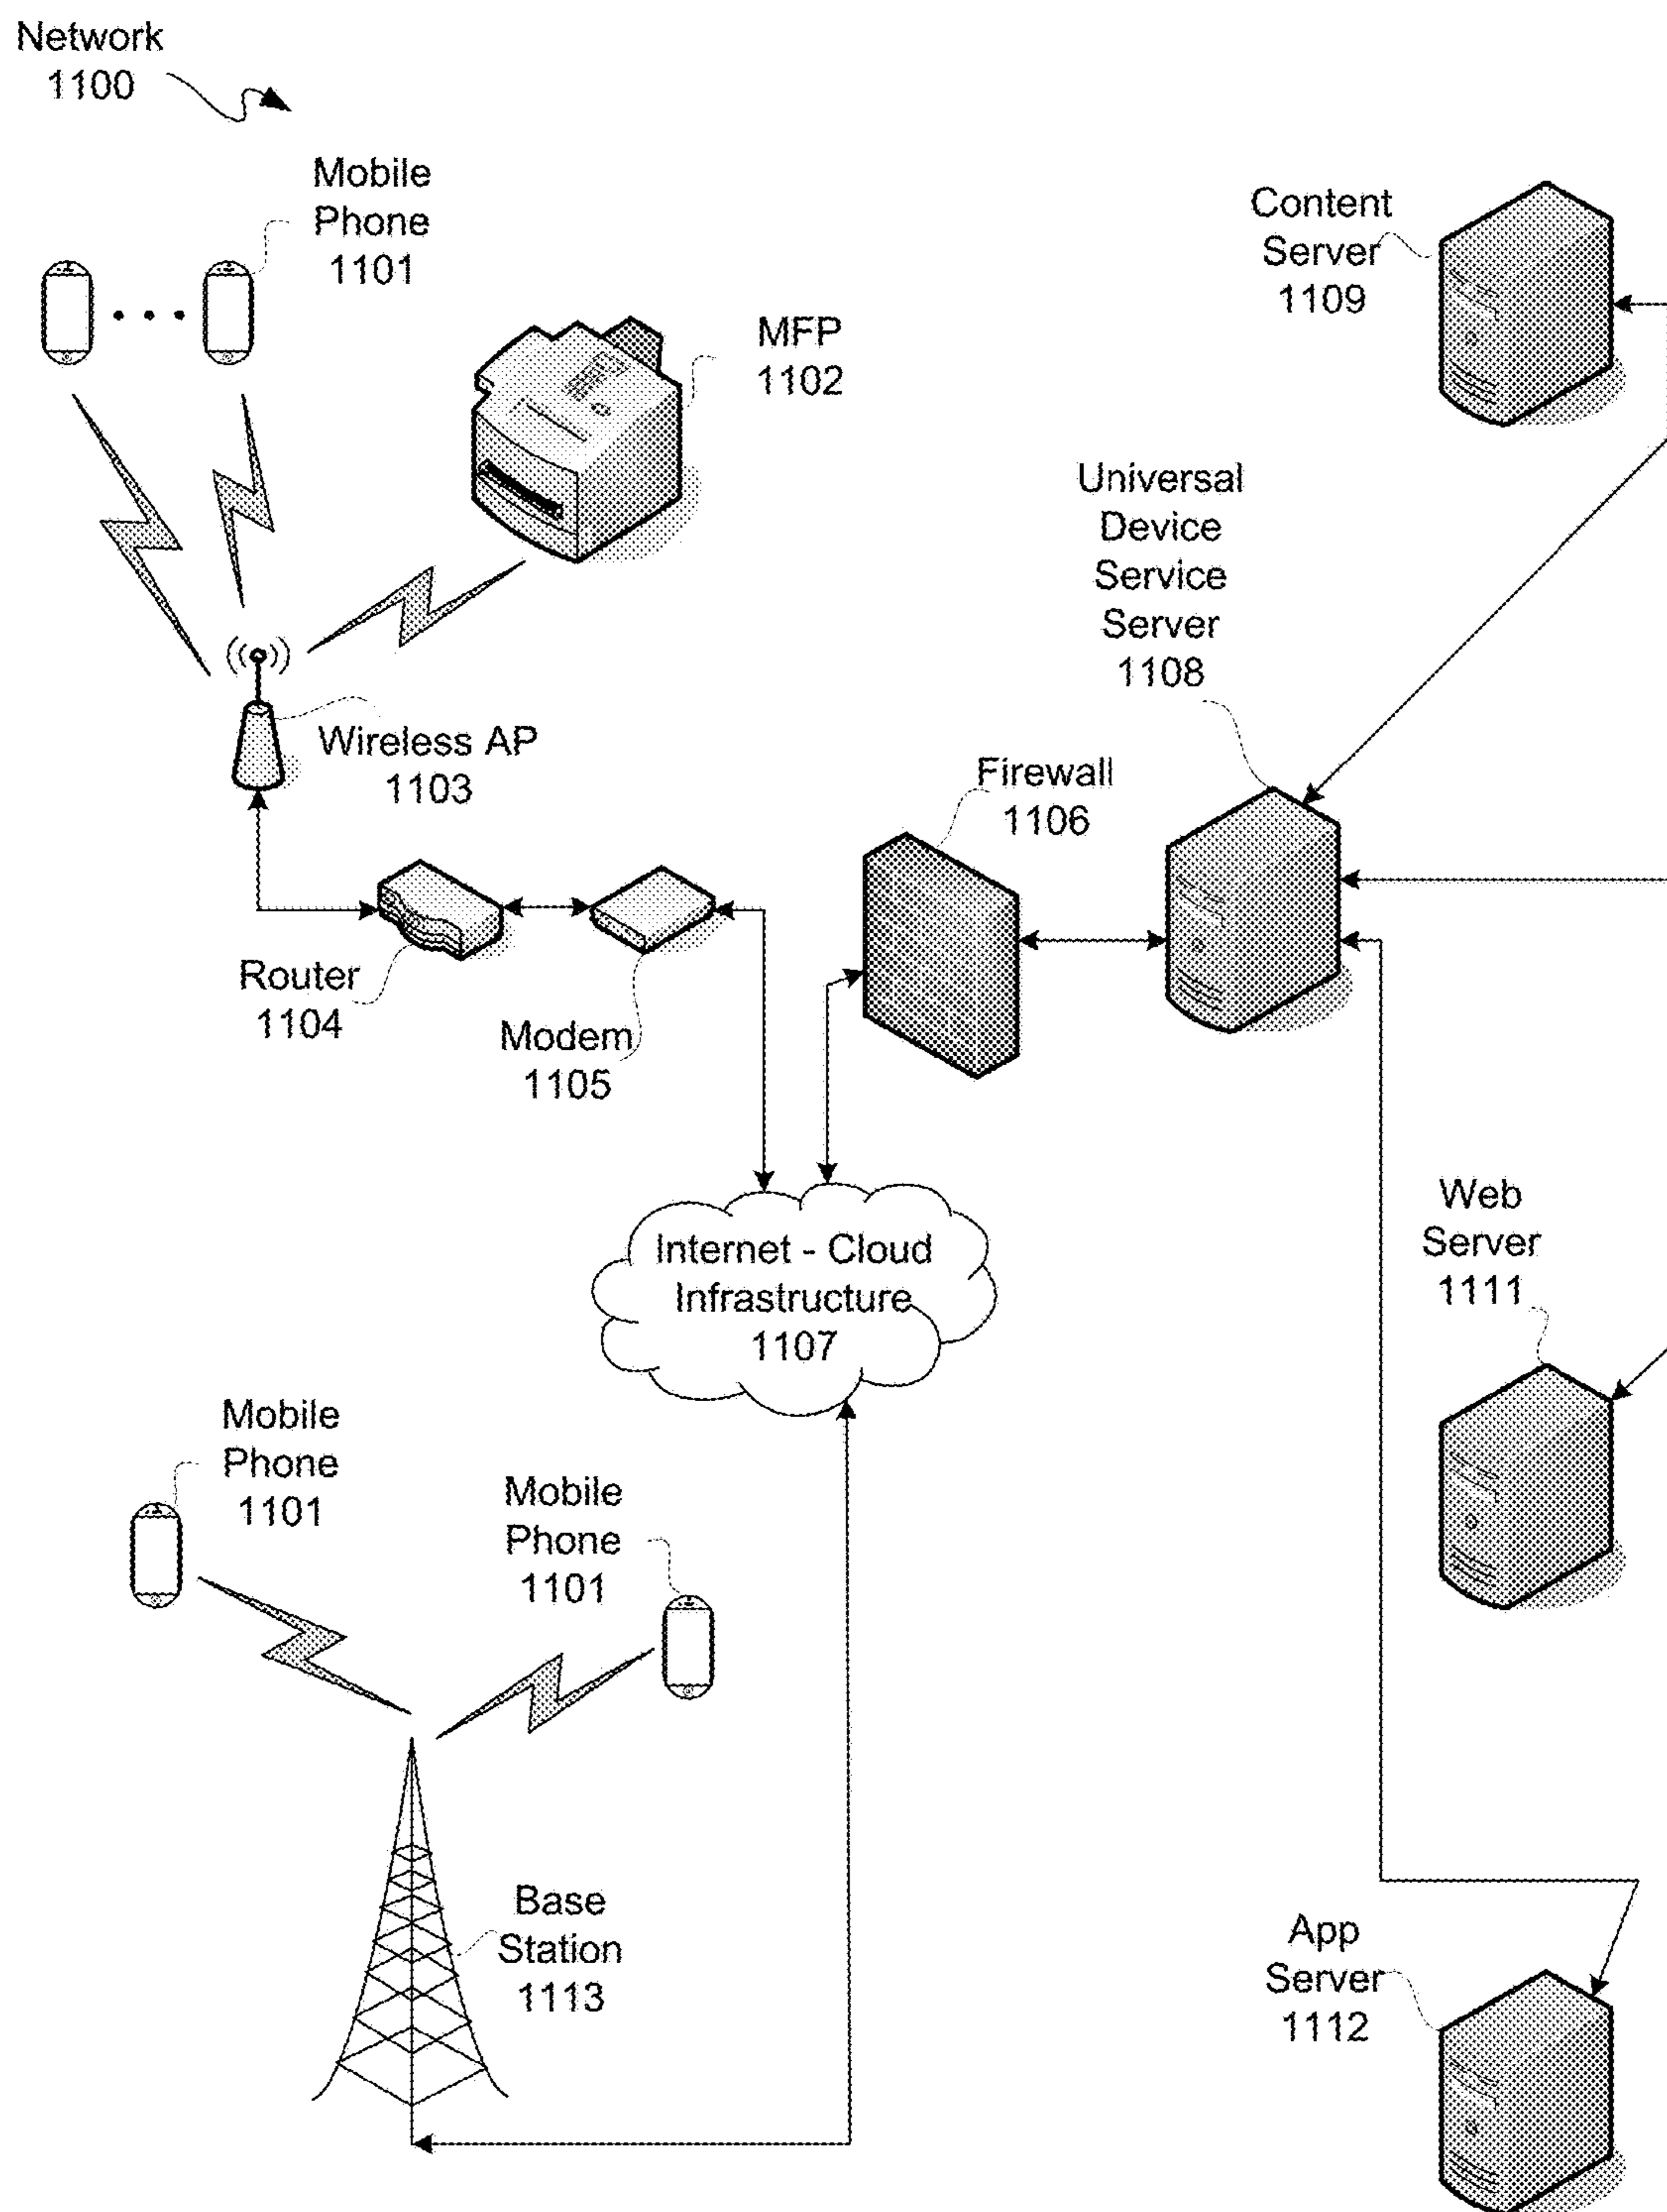 Network
1100
Mobile
Phone
1101
MFP
1102
Content
Server
1109
Universal
Device
Service
Server
1108
Wireless AP
1103
Firewall
1106
Router
1104
Modem
1105
Internet - Cloud
Infrastructure
1107
Web
Server
1111
Mobile
Phone
1101
Mobile
Phone
1101
Base
Station
1113
App
Server
1112